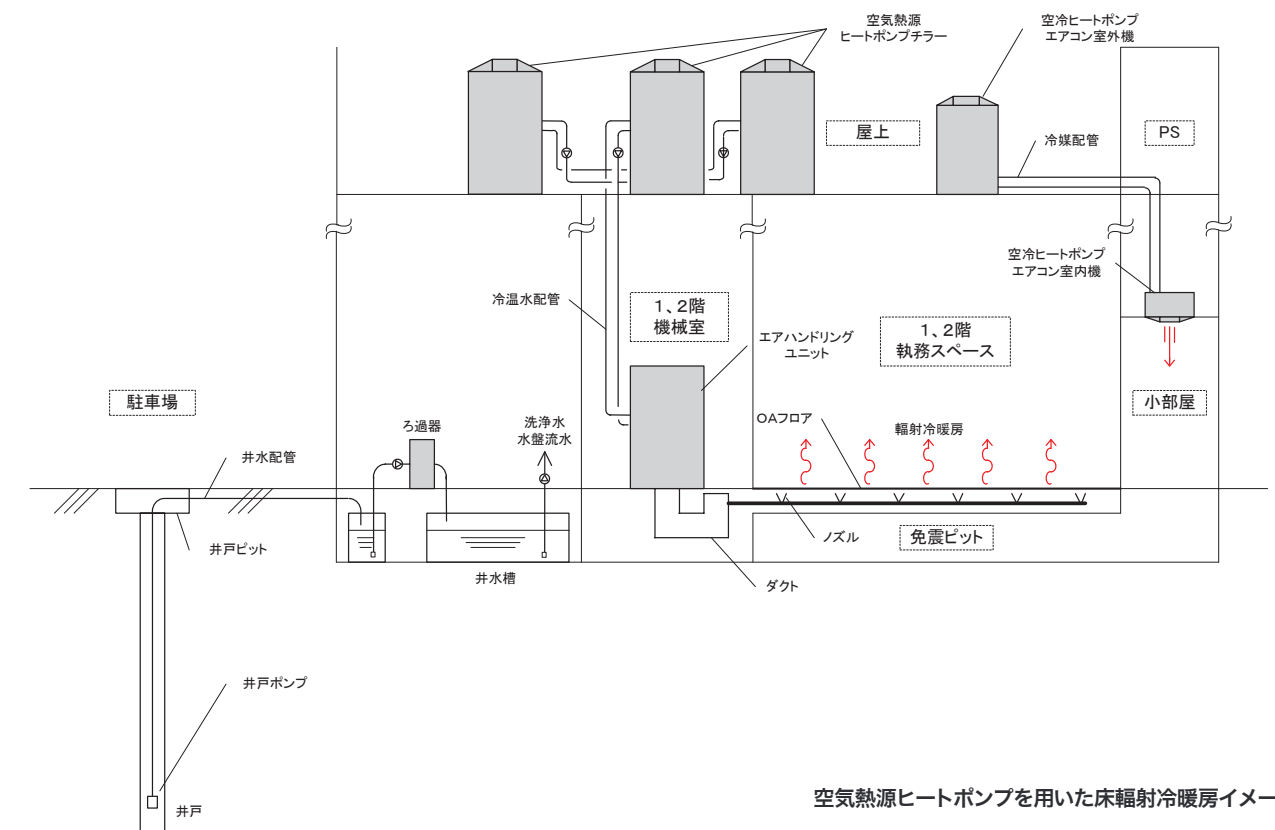 空気熱源
ヒートポンプチラー
空冷ヒートポンプ
エアコン室外機
屋上
PS
冷媒配管
空冷ヒートポンプ
エアコン室内機
冷温水配管
1、2階
機械室
エアハンドリング
ユニット
1、2階
執務スペース
駐車場
小部屋
ろ過器
洗浄水
水盤流水
OAフロア
輻射冷暖房
井水配管
井戸ピット
井水槽
ノズル
免震ピット
ダクト
井戸ポンプ
井戸
空気熱源ヒートポンプを用いた床輻射冷暖房イメー